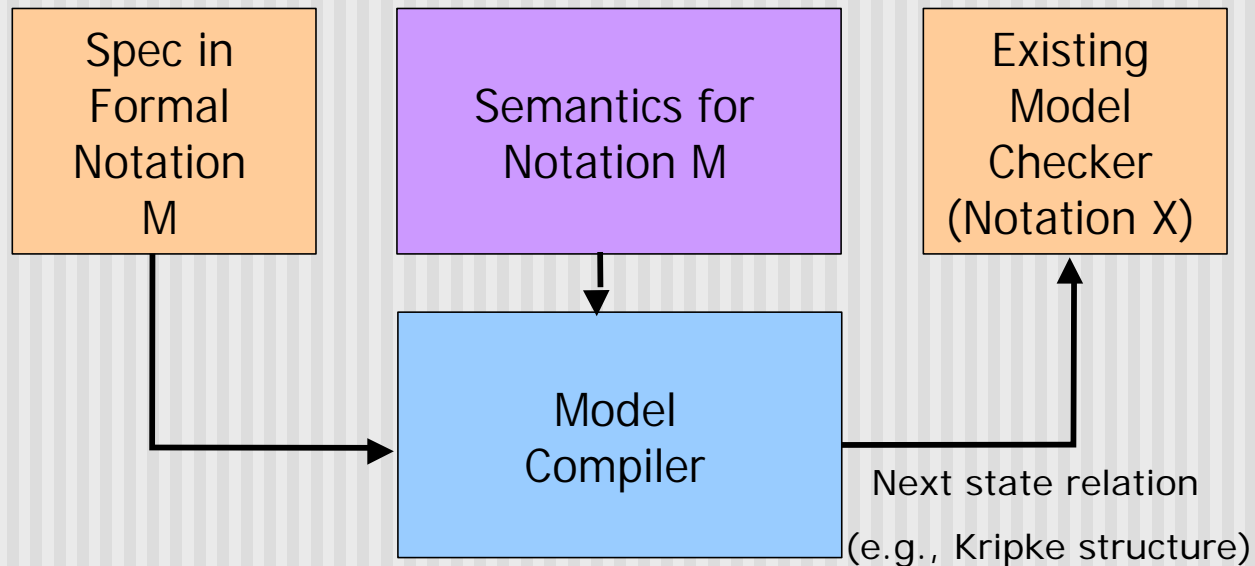 Spec in
Formal
Notation
M
Semantics for
Notation M
Existing
Model
Checker
(Notation X)
Model
Compiler
Next state relation
(e.g., Kripke structure)